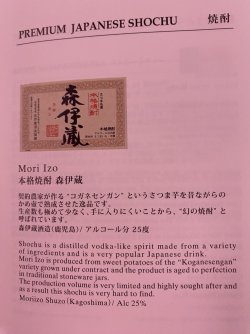 PREMIUM JAPANESE SHOCHU 焼酎
本格焼酎
森伊蔵
Mori Izo
本格焼酎 森伊蔵
契約農家が作る“コガネセンガン”というさつま芋を昔ながらの
かめ壷で熟成させた逸品です。
生産数も極めて少なく、手に入りにくいことから、“幻の焼酎”と
呼ばれています。
森伊蔵酒造(鹿児島)/ アルコール分 25度
Shochu is a distilled vodka-like spirit made from a variety
of ingredients and is a very popular Japanese drink.
Mori Izo is produced from sweet potatoes of the "Koganesengan"
variety grown under contract and the product is aged to perfection
in traditional stoneware jars.
The production volume is very limited and highly sought after and
as a result this shochu is very hard to find.
Moriizo Shuzo(Kagoshima)/ Alc 25%